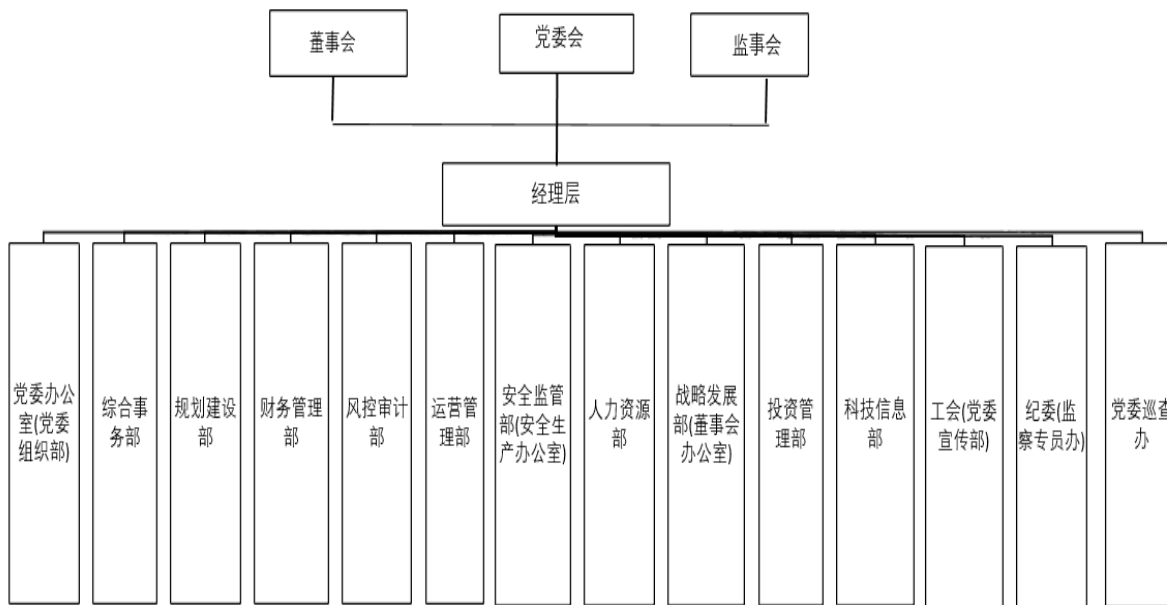 董事会
党委会
监事会
经理层
党委办公
室(党委
组织部)
综合事
务部
规划建设
部
财务管理
部
风控审计
部
运营管
理部
安全监管
部(安全生
产办公室)
人力资源
部
战略发展
部(董事会
办公室)
投资管
理部
科技信息
部
工会(党委
宣传部)
纪委(监
察专员办)
党委巡查
办